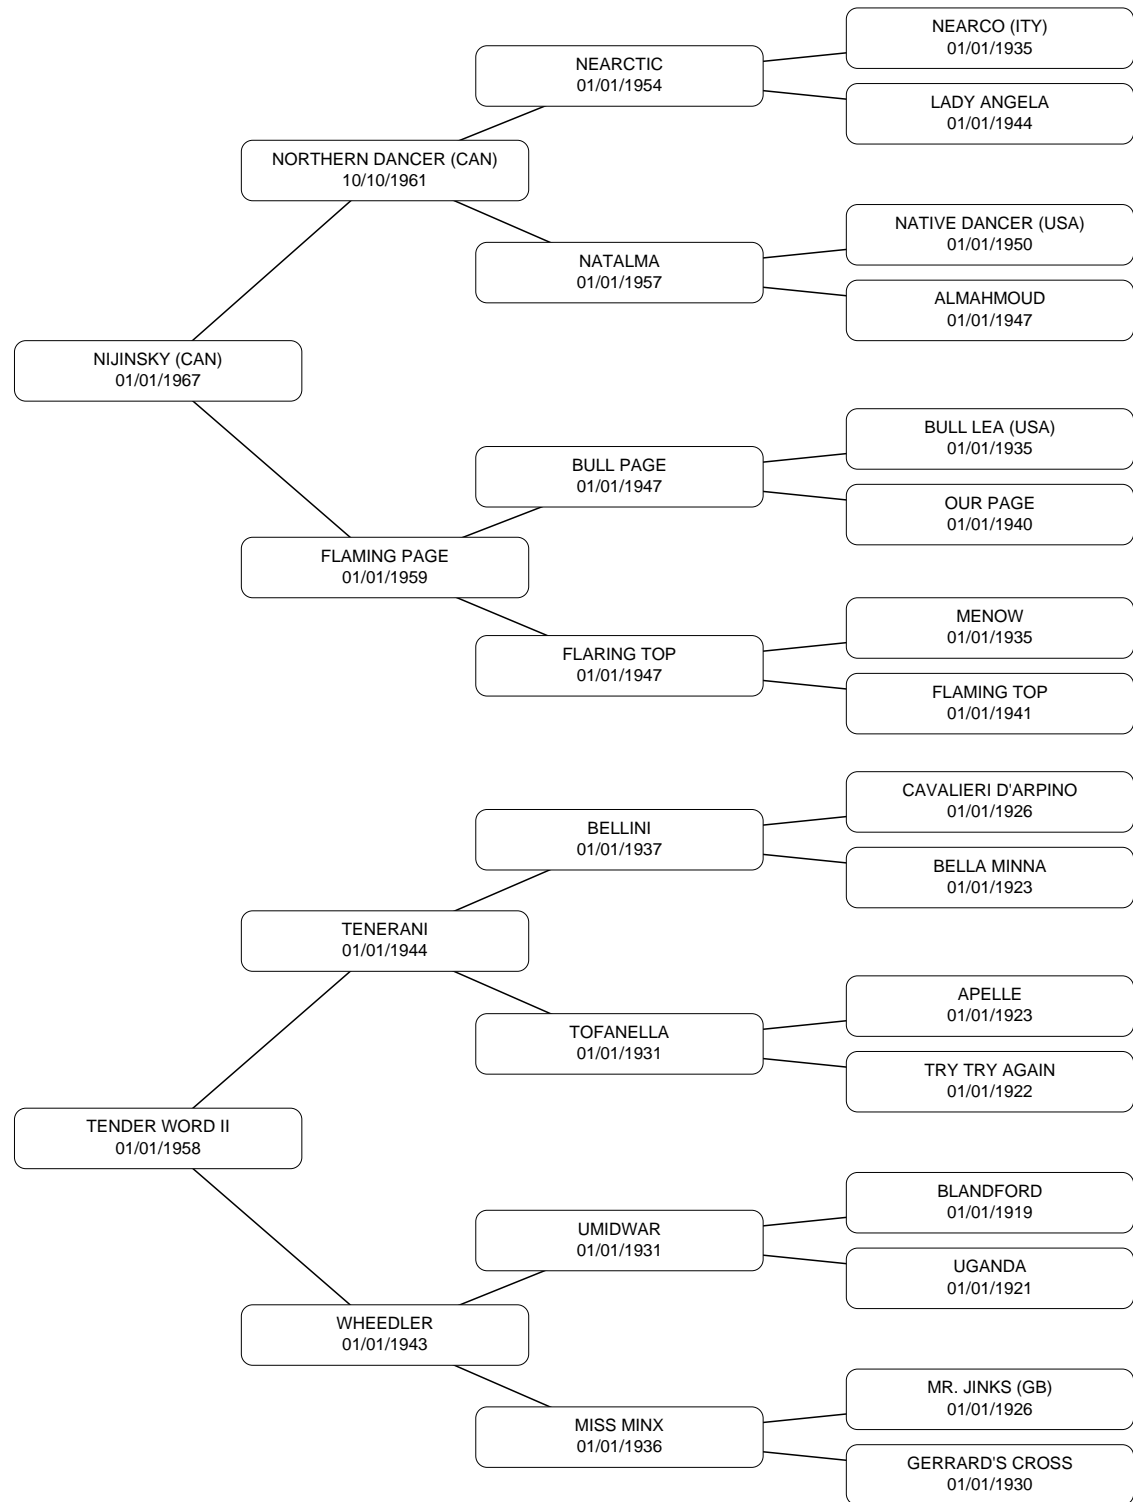 NEARCO (ITY)
01/01/1935
NEARCTIC
01/01/1954
LADY ANGELA
01/01/1944
NORTHERN DANCER (CAN)
10/10/1961
NATIVE DANCER (USA)
01/01/1950
NATALMA
01/01/1957
ALMAHMOUD
01/01/1947
NIJINSKY (CAN)
01/01/1967
BULL LEA (USA)
01/01/1935
BULL PAGE
01/01/1947
OUR PAGE
01/01/1940
FLAMING PAGE
01/01/1959
MENOW
01/01/1935
FLARING TOP
01/01/1947
FLAMING TOP
01/01/1941
CAVALIERI D'ARPINO
01/01/1926
BELLINI
01/01/1937
BELLA MINNA
01/01/1923
TENERANI
01/01/1944
APELLE
01/01/1923
TOFANELLA
01/01/1931
TRY TRY AGAIN
01/01/1922
TENDER WORD II
01/01/1958
BLANDFORD
01/01/1919
UMIDWAR
01/01/1931
UGANDA
01/01/1921
WHEEDLER
01/01/1943
MR. JINKS (GB)
01/01/1926
MISS MINX
01/01/1936
GERRARD'S CROSS
01/01/1930